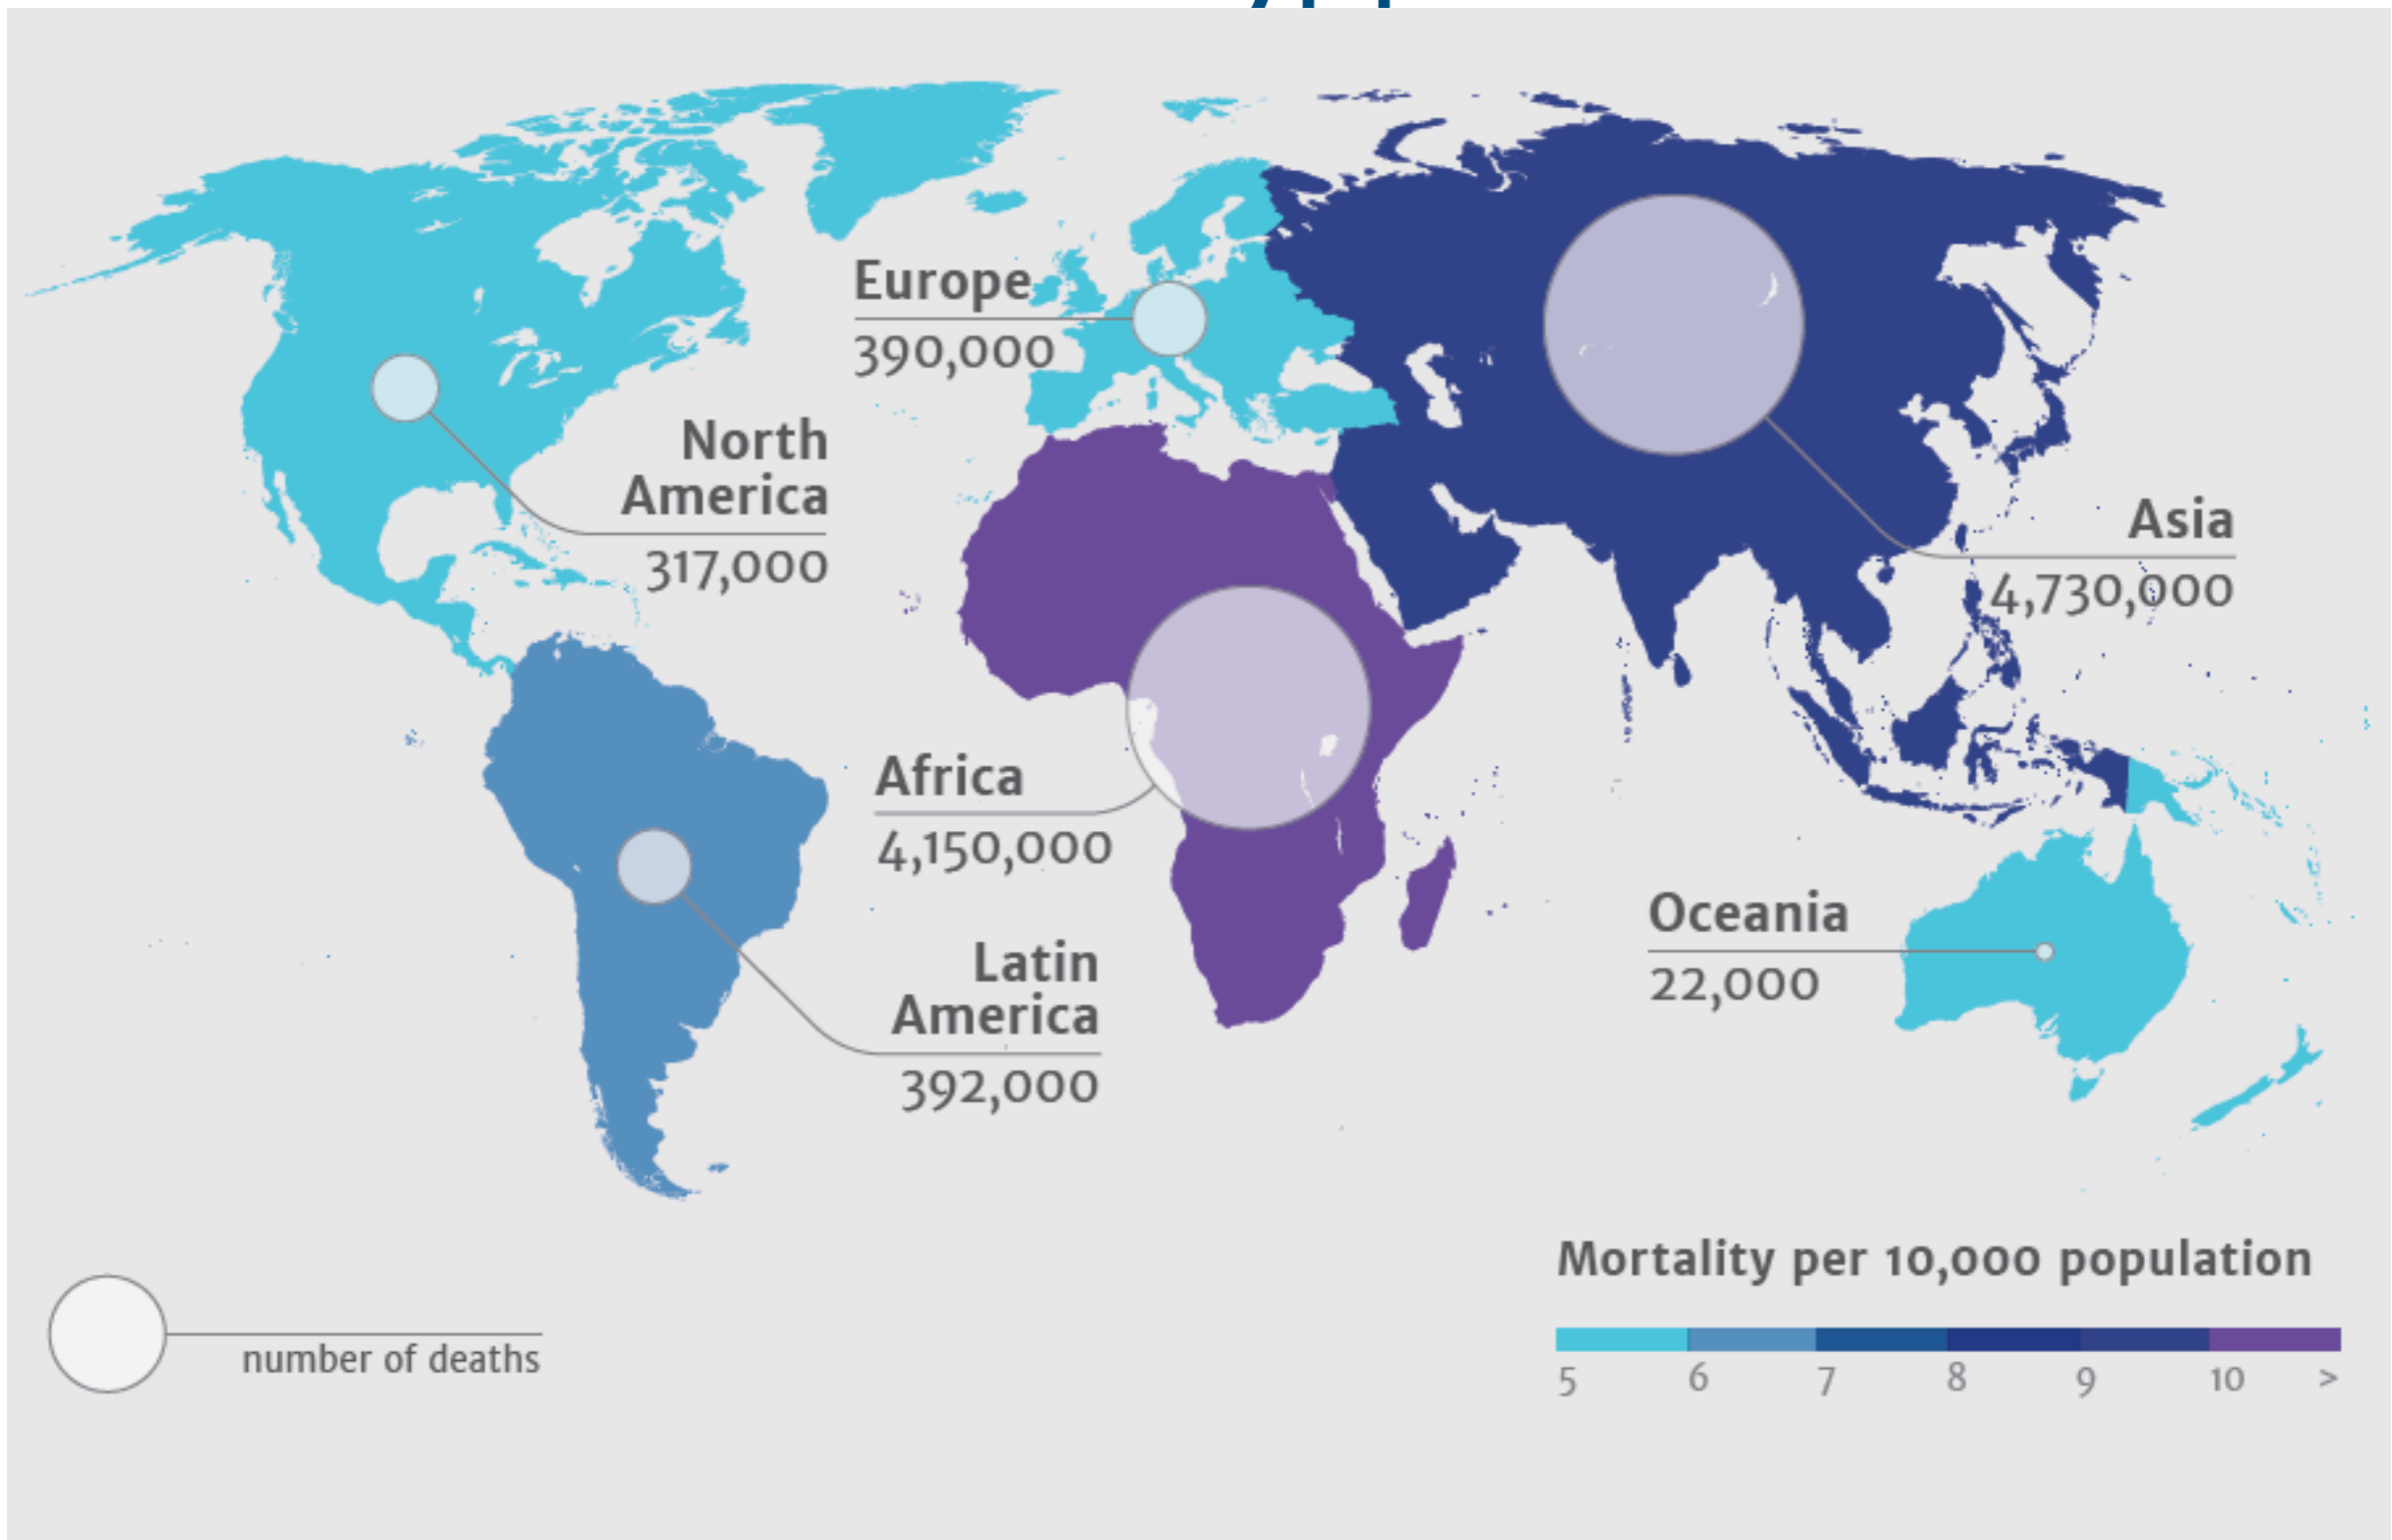 Europe
390,000
North
America
317,000
Asia
4,730,000
Africa
4,150,000
Oceania
22,000
Latin
America
392,000
Mortality per 10,000 population
5 6 7 8 9 10 >
number of deaths